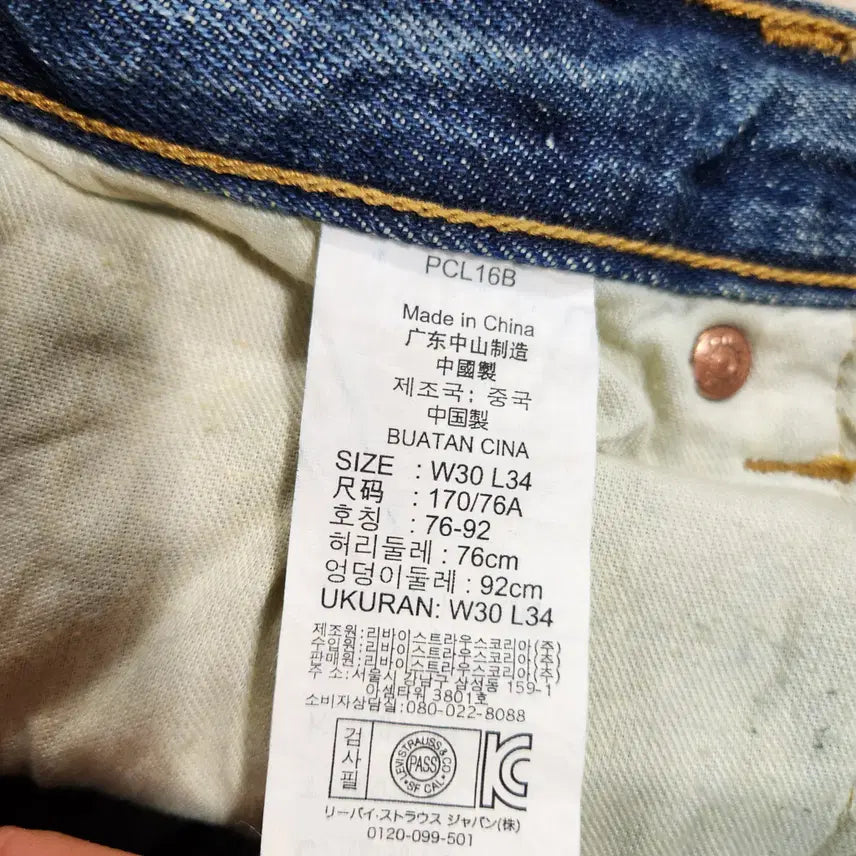 PCL16B
Made in China
广东中山制造
中國製
제조국: 중국
中国製
BUATAN CINA
SIZE : W30 L34
尺码 : 170/76A
호칭 : 76-92
허리둘레 : 76cm
엉덩이둘레 : 92cm
UKURAN: W30 L34
제조원:리바이스트라우스코리아(주)
수입원:리바이스트라우스코리아(주)
판매원:리바이스트라우스코리아(주)
주 소:서울시 강남구 삼성동 159-1
아셈타워 3801호
소비자상담실:080-022-8088
검사필
LEVI STRAUSS & CO
PASS
SF CAL
KC
リーバイ·ストラウス ジャパン(株)
0120-099-501